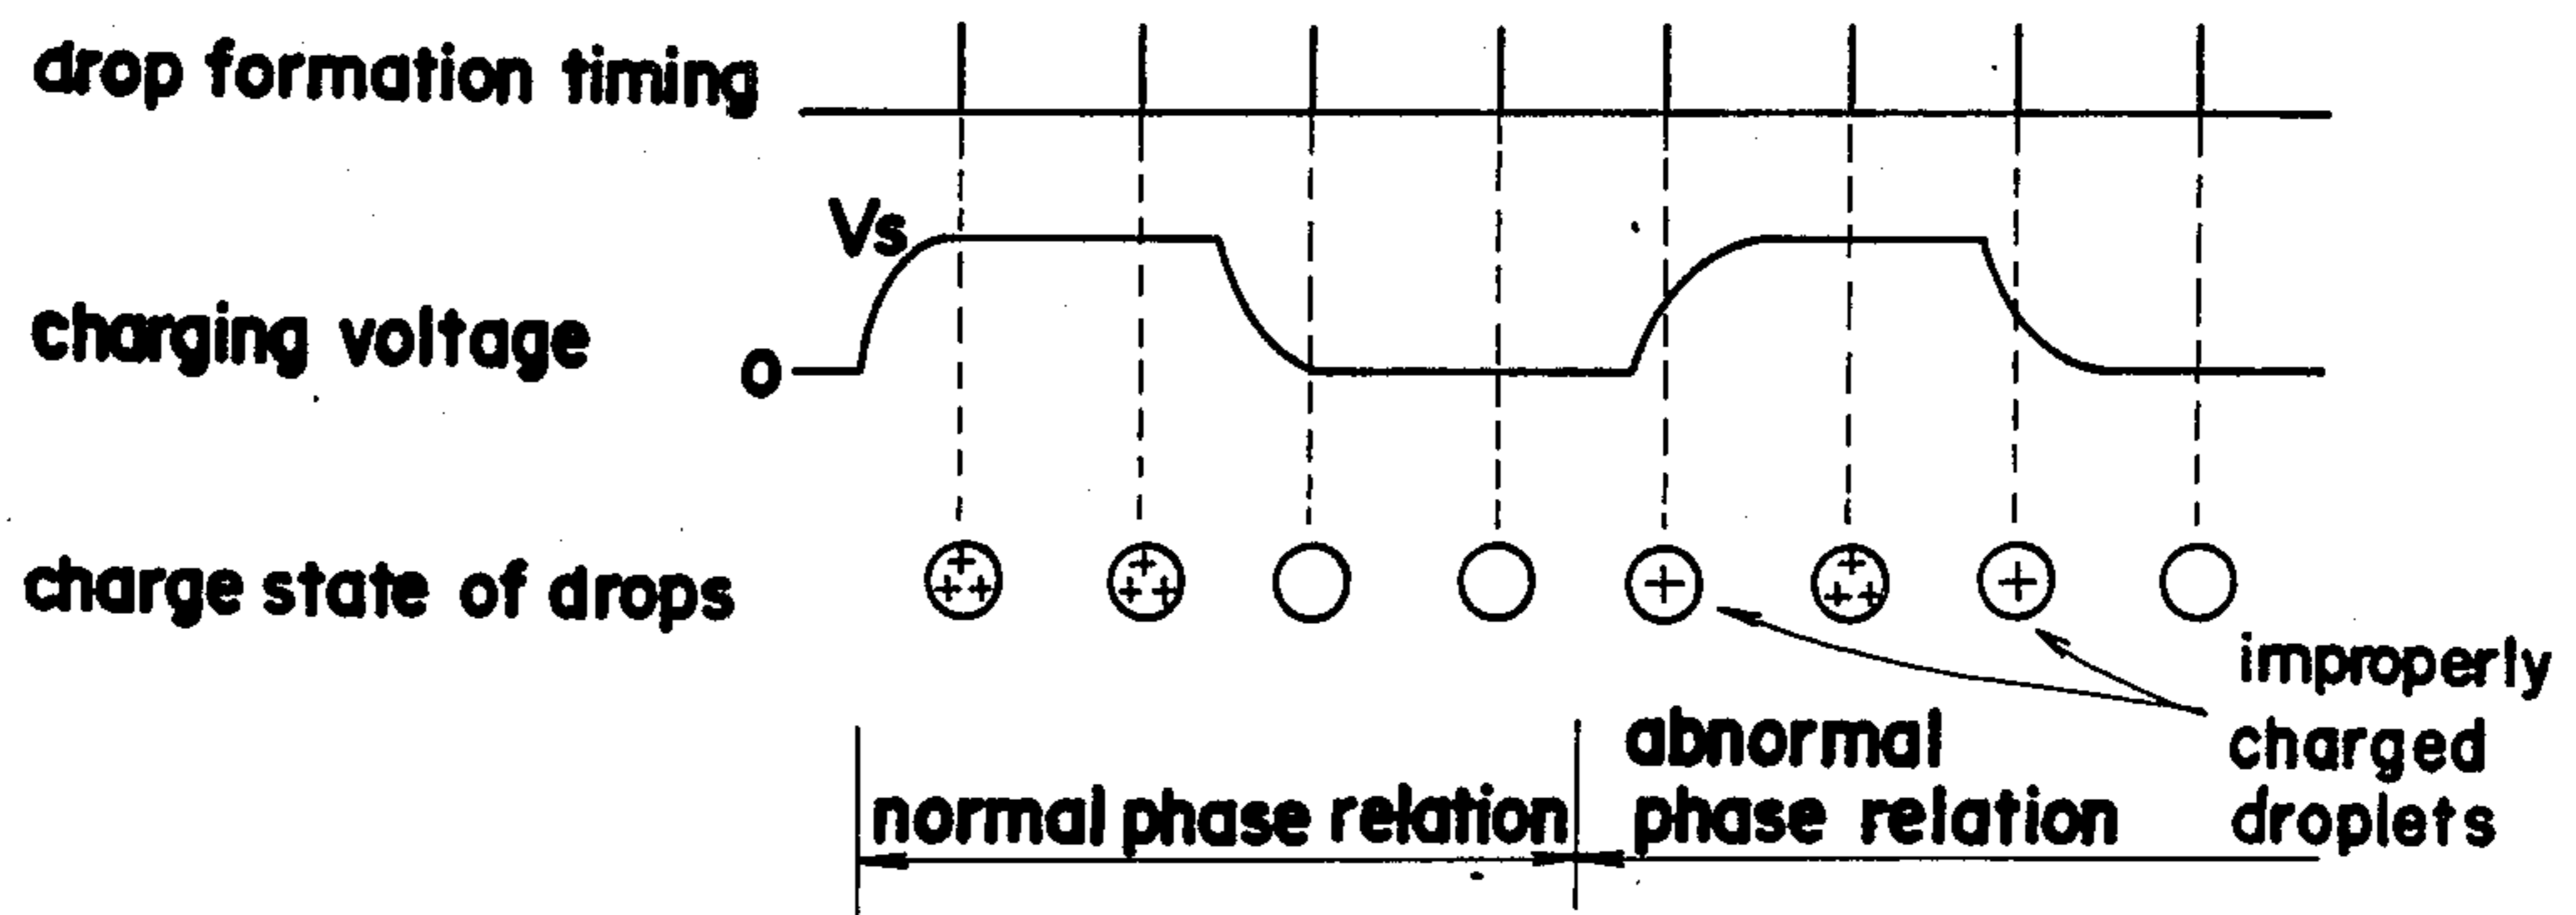 drop formation timing
Vs
charging voltage
0
charge state of drops
+
+ +
+
+ +
+
+
+ +
+
improperly
charged
droplets
abnormal
phase relation
normal phase relation